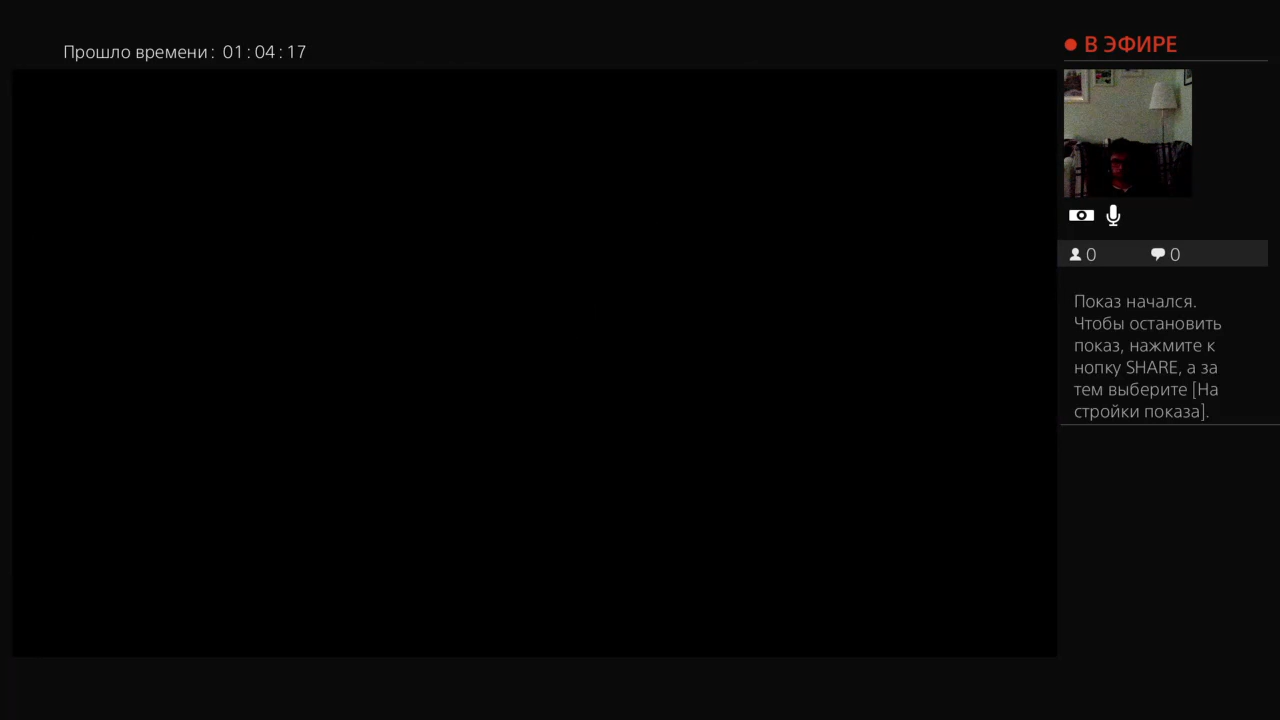 Прошло времени: 01:04:17
В ЭФИРЕ
0 0
Показ начался.
Чтобы остановить
показ, нажмите к
нопку SHARE, а за
тем выберите [На
стройки показа].